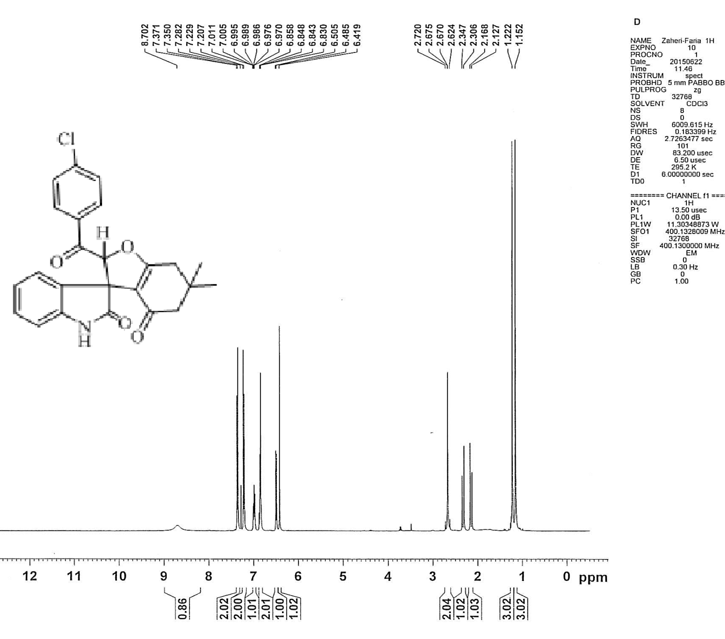 8.702
7.371
7.350
7.282
7.229
7.207
7.011
7.005
6.995
6.989
6.986
6.976
6.970
6.858
6.848
6.843
6.830
6.505
6.485
6.419
2.720
2.675
2.670
2.624
2.347
2.306
2.168
2.127
1.222
1.152
D
NAME Zaheri-Faria 1H
EXPNO 10
PROCNO 1
Date_ 20150622
Time 11.46
INSTRUM spect
PROBHD 5 mm PABBO BB
PULPROG zg
TD 32768
SOLVENT CDCl3
NS 8
DS 0
SWH 6009.615 Hz
FIDRES 0.183399 Hz
AQ 2.7263477 sec
RG 101
DW 83.200 usec
DE 6.50 usec
TE 295.2 K
D1 6.00000000 sec
TD0 1
======== CHANNEL f1 ===
NUC1 1H
P1 13.50 usec
PL1 0.00 dB
PL1W 11.30348873 W
SFO1 400.1328009 MHz
SI 32768
SF 400.1300000 MHz
WDW EM
SSB 0
LB 0.30 Hz
GB 0
PC 1.00
Cl
H
O
O
O
O
N
H
12 11 10 9 8 7 6 5 4 3 2 1 0 ppm
0.86
2.02
2.00
1.01
2.01
1.00
1.02
2.04
1.02
1.03
3.02
3.02